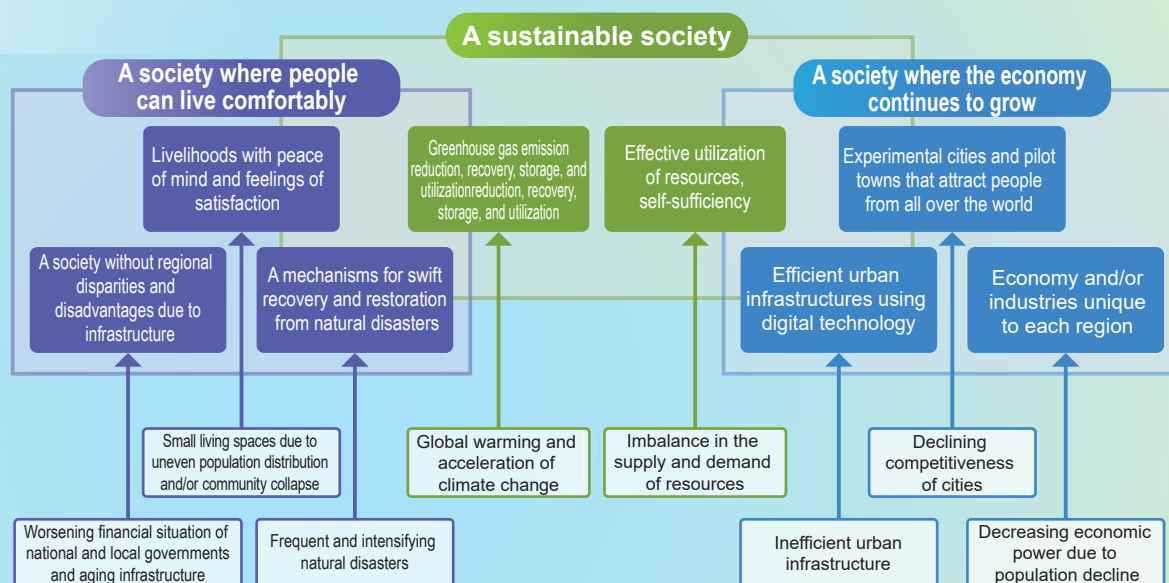 A sustainable society
A society where people
can live comfortably
A society where the economy
continues to grow
Livelihoods with peace
of mind and feelings of
satisfaction
Greenhouse gas emission
reduction, recovery, storage, and
utilizationreduction, recovery,
storage, and utilization
Effective utilization
of resources,
self-sufficiency
Experimental cities and pilot
towns that attract people
from all over the world
A society without regional
disparities and
disadvantages due to
infrastructure
A mechanisms for swift
recovery and restoration
from natural disasters
Efficient urban
infrastructures using
digital technology
Economy and/or
industries unique
to each region
Small living spaces due to
uneven population distribution
and/or community collapse
Global warming and
acceleration of
climate change
Imbalance in the
supply and demand
of resources
Declining
competitiveness
of cities
Worsening financial situation of
national and local governments
and aging infrastructure
Frequent and intensifying
natural disasters
Inefficient urban
infrastructure
Decreasing economic
power due to
population decline